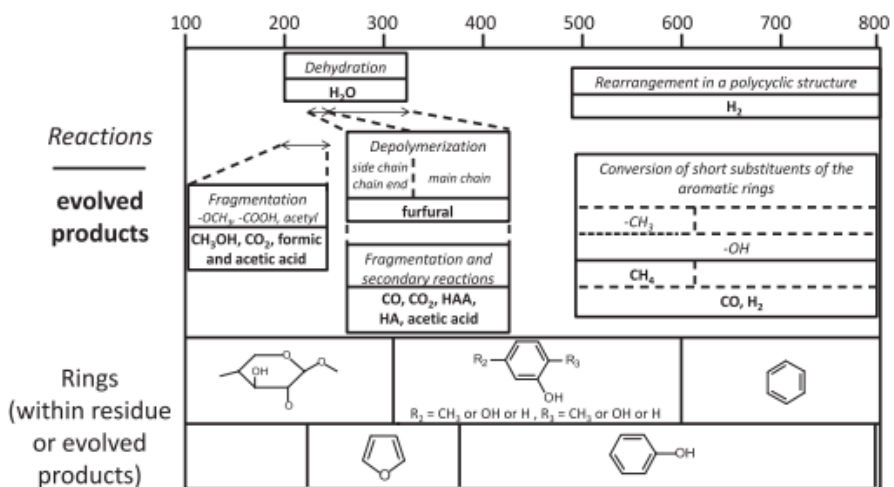 100 200 300 400 500 600 700 800
Reactions
evolved
products
Dehydration
H₂O
Rearrangement in a polycyclic structure
H₂
Depolymerization
side chain
chain end
main chain
furfural
Fragmentation
-OCH₃, -COOH, acetyl
CH₃OH, CO₂, formic
and acetic acid
Conversion of short substituents of the
aromatic rings
-CH₃
-OH
CH₄
CO, H₂
Fragmentation and
secondary reactions
CO, CO₂, HAA,
HA, acetic acid
Rings
(within residue
or evolved
products)
O
O
OH
O
R₂
R₃
OH
R₂ = CH₃ or OH or H , R₃ = CH₃ or OH or H
O
OH